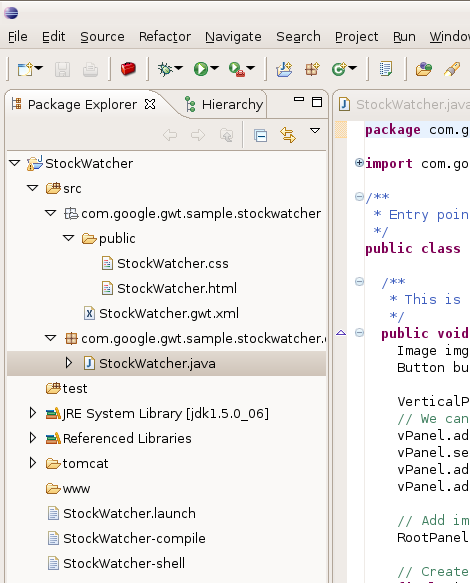 File Edit Source Refactor Navigate Search Project Run
Package Explorer Hierarchy
StockWatcher
src
com.google.gwt.sample.stockwatcher
public
StockWatcher.css
StockWatcher.html
StockWatcher.gwt.xml
com.google.gwt.sample.stockwatcher.
StockWatcher.java
test
JRE System Library [jdk1.5.0_06]
Referenced Libraries
tomcat
www
StockWatcher.launch
StockWatcher-compile
StockWatcher-shell
StockWatcher.java
package com.g
import com.go
/**
* Entry poin
*/
public class
/**
* This is
*/
public void
Image img
Button bu
VerticalP
// We can
vPanel.ad
vPanel.se
vPanel.ad
vPanel.ad
// Add im
RootPanel
// Create